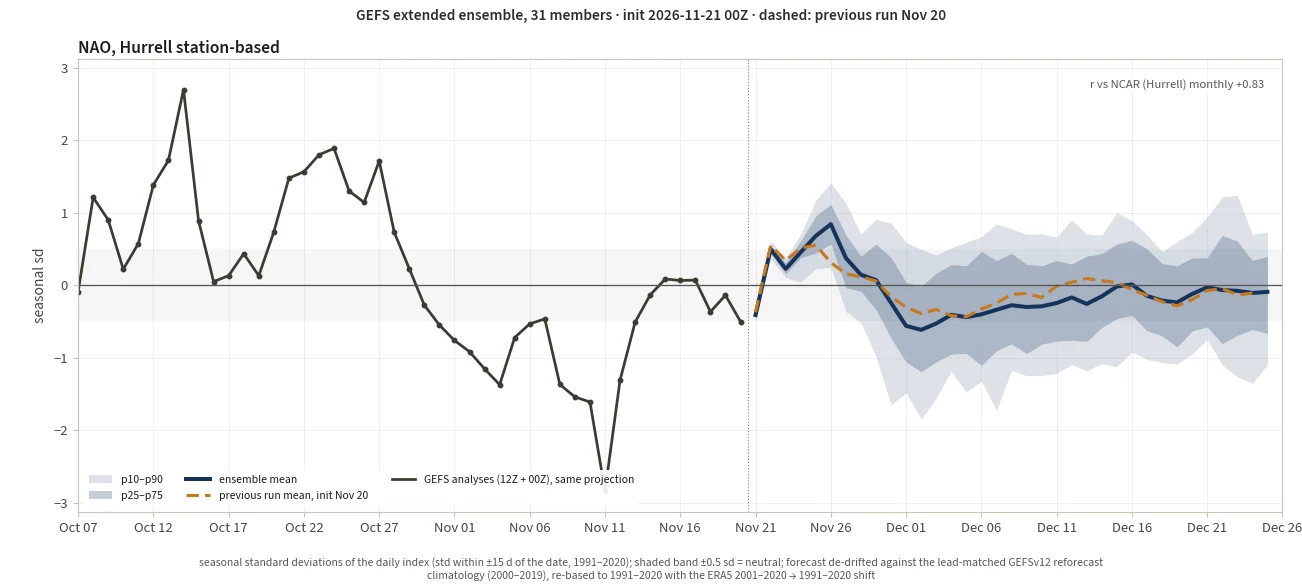 GEFS extended ensemble, 31 members · init 2026-11-21 00Z · dashed: previous run Nov 20
NAO, Hurrell station-based
r vs NCAR (Hurrell) monthly +0.83
seasonal sd
3
2
1
0
−1
−2
−3
p10–p90
p25–p75
ensemble mean
previous run mean, init Nov 20
GEFS analyses (12Z + 00Z), same projection
Oct 07 Oct 12 Oct 17 Oct 22 Oct 27 Nov 01 Nov 06 Nov 11 Nov 16 Nov 21 Nov 26 Dec 01 Dec 06 Dec 11 Dec 16 Dec 21 Dec 26
seasonal standard deviations of the daily index (std within ±15 d of the date, 1991–2020); shaded band ±0.5 sd = neutral; forecast de-drifted against the lead-matched GEFSv12 reforecast
climatology (2000–2019), re-based to 1991–2020 with the ERA5 2001–2020 → 1991–2020 shift